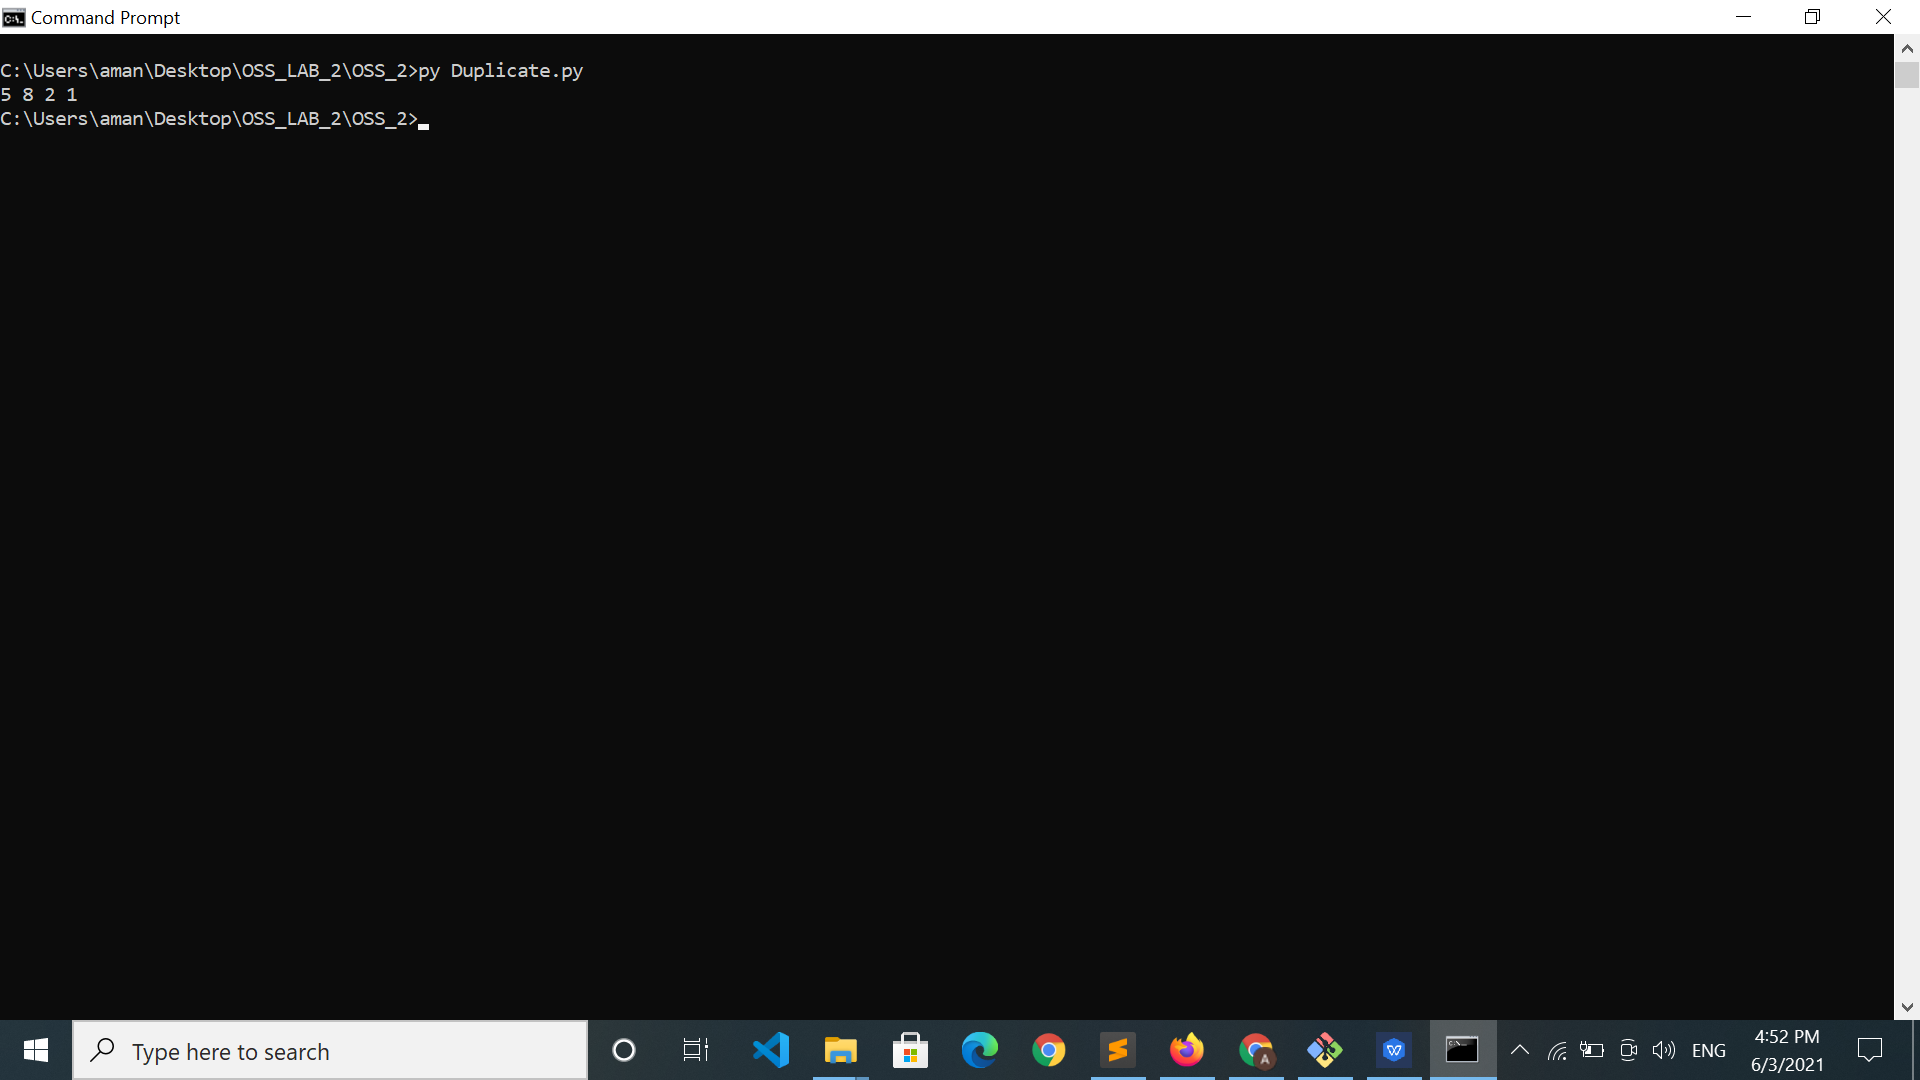 Command Prompt
C:\Users\aman\Desktop\OSS_LAB_2\OSS_2>py Duplicate.py
5 8 2 1
C:\Users\aman\Desktop\OSS_LAB_2\OSS_2>
Type here to search
A
ENG
4:52 PM
6/3/2021